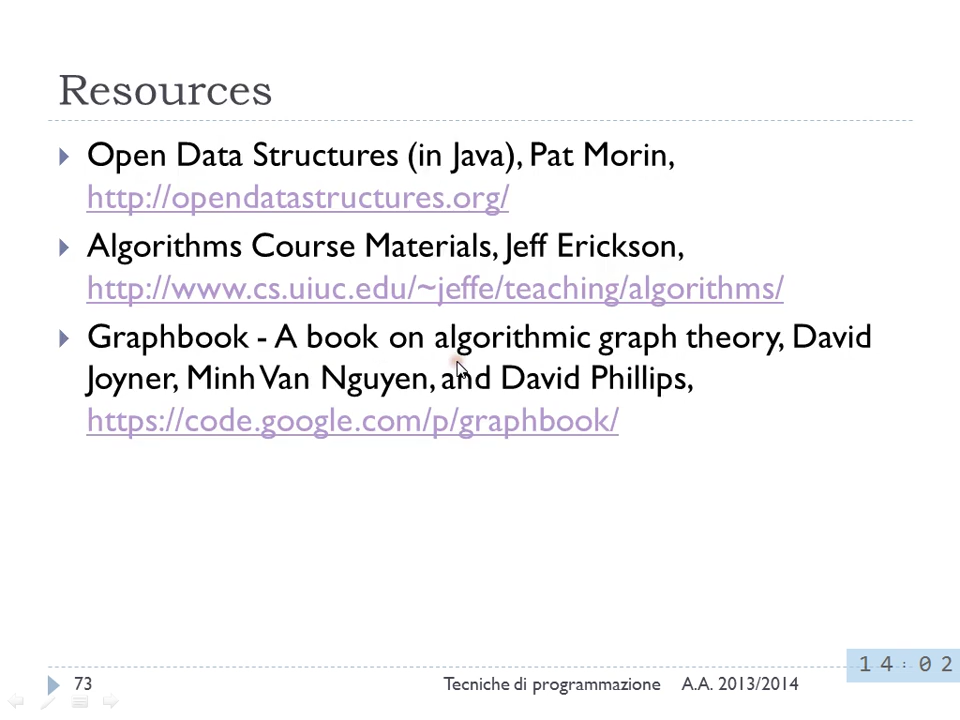 Resources
Open Data Structures (in Java), Pat Morin,
http://opendatastructures.org/
Algorithms Course Materials, Jeff Erickson,
http://www.cs.uiuc.edu/~jeffe/teaching/algorithms/
Graphbook - A book on algorithmic graph theory, David
Joyner, Minh Van Nguyen, and David Phillips,
https://code.google.com/p/graphbook/
73 Tecniche di programmazione A.A. 2013/2014
14:02